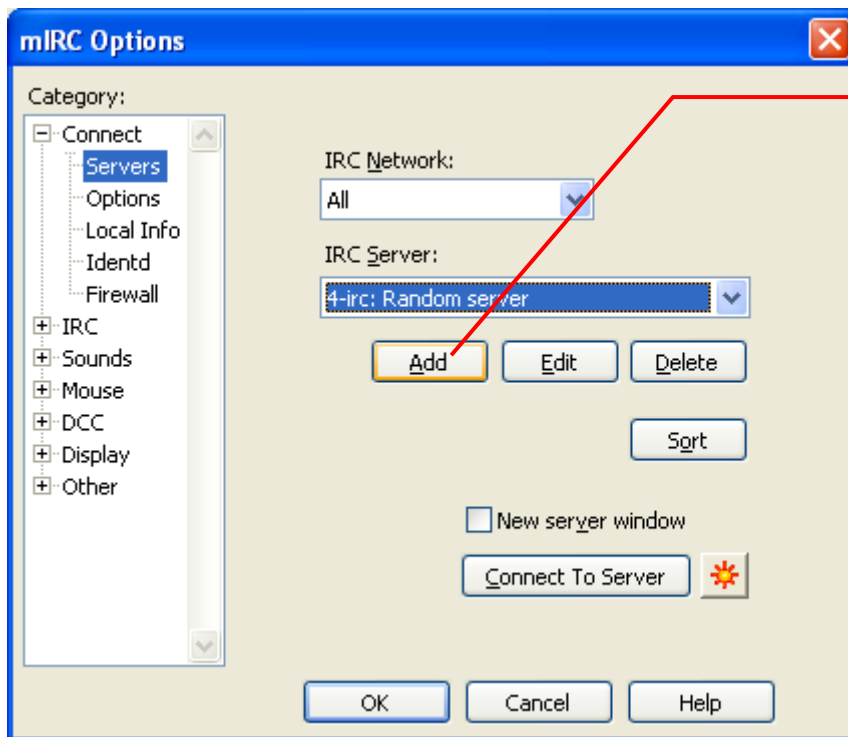 mIRC Options
Category:
Connect
Servers
Options
Local Info
Identd
Firewall
IRC
Sounds
Mouse
DCC
Display
Other
IRC Network:
All
IRC Server:
4-irc: Random server
Add Edit Delete
Sort
New server window
Connect To Server
OK Cancel Help